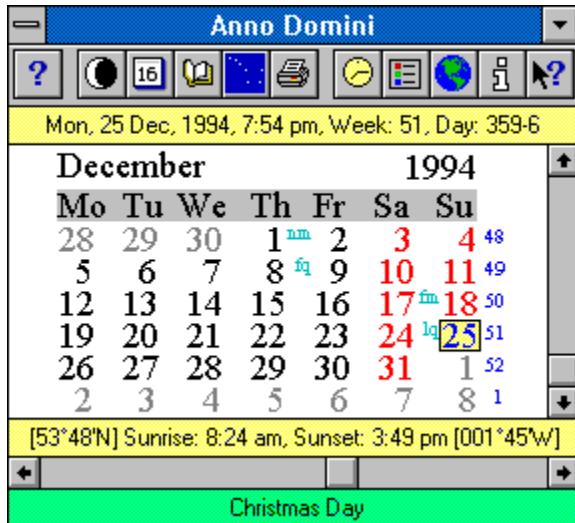 Anno Domini
? 16 i ?
Mon, 25 Dec, 1994, 7:54 pm, Week: 51, Day: 359-6
December 1994
Mo Tu We Th Fr Sa Su
28 29 30 1 nm 2 3 4 48
5 6 7 8 fq 9 10 11 49
12 13 14 15 16 17 fm 18 50
19 20 21 22 23 24 lq 25 51
26 27 28 29 30 31 1 52
2 3 4 5 6 7 8 1
[53°48'N] Sunrise: 8:24 am, Sunset: 3:49 pm [001°45'W]
Christmas Day